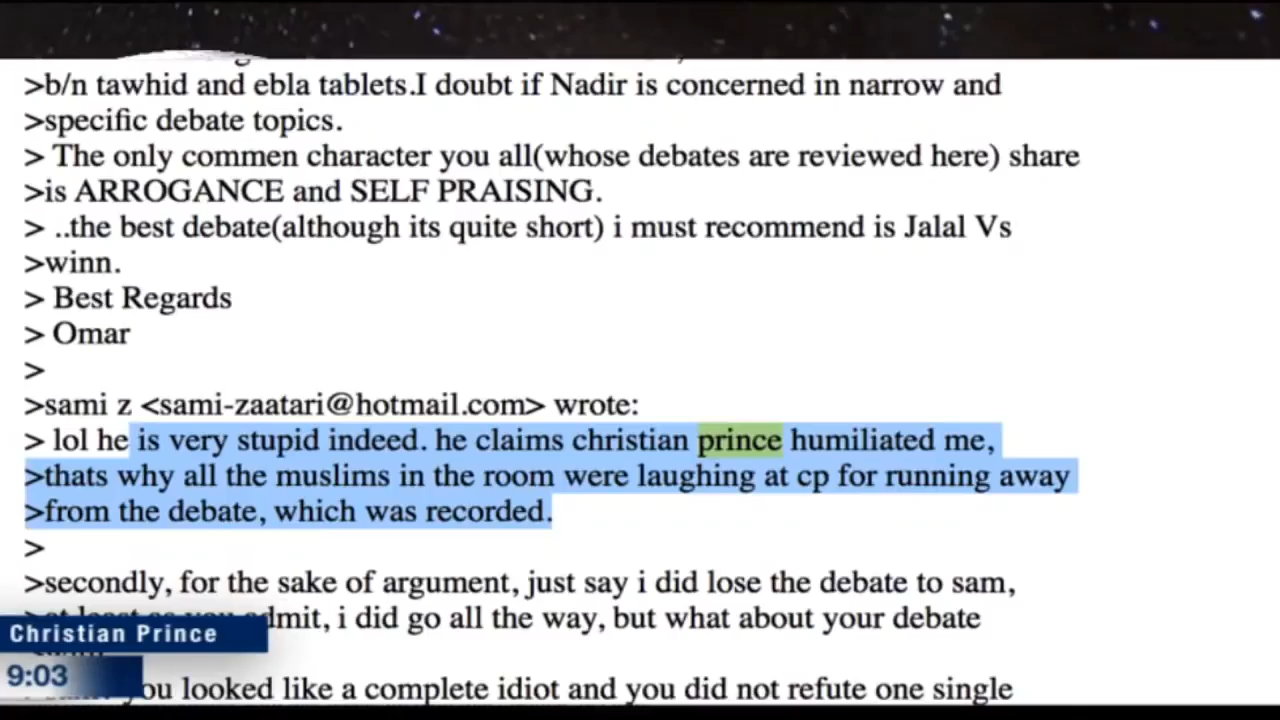 >b/n tawhid and ebla tablets.I doubt if Nadir is concerned in narrow and
>specific debate topics.
> The only commen character you all(whose debates are reviewed here) share
>is ARROGANCE and SELF PRAISING.
> ..the best debate(although its quite short) i must recommend is Jalal Vs
>winn.
> Best Regards
> Omar
>
>sami z <sami-zaatari@hotmail.com> wrote:
> lol he is very stupid indeed. he claims christian prince humiliated me,
>thats why all the muslims in the room were laughing at cp for running away
>from the debate, which was recorded.
>
>secondly, for the sake of argument, just say i did lose the debate to sam,
admit, i did go all the way, but what about your debate
Christian Prince
9:03
you looked like a complete idiot and you did not refute one single